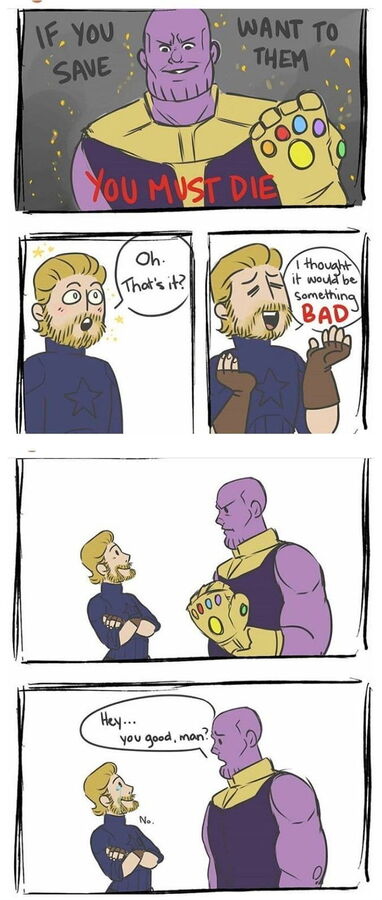 IF YOU WANT TO
SAVE THEM
YOU MUST DIE
Oh.
That's it?
I thought
it would be
something
BAD
Hey...
you good, man?
No.